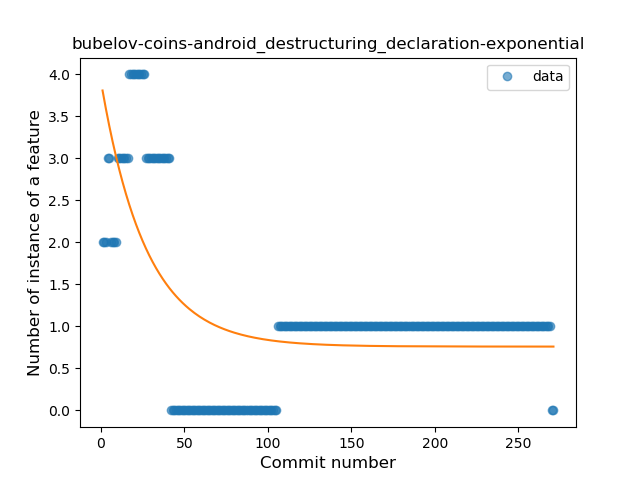 bubelov-coins-android_destructuring_declaration-exponential
data
Number of instance of a feature
4.0
3.5
3.0
2.5
2.0
1.5
1.0
0.5
0.0
0 50 100 150 200 250
Commit number